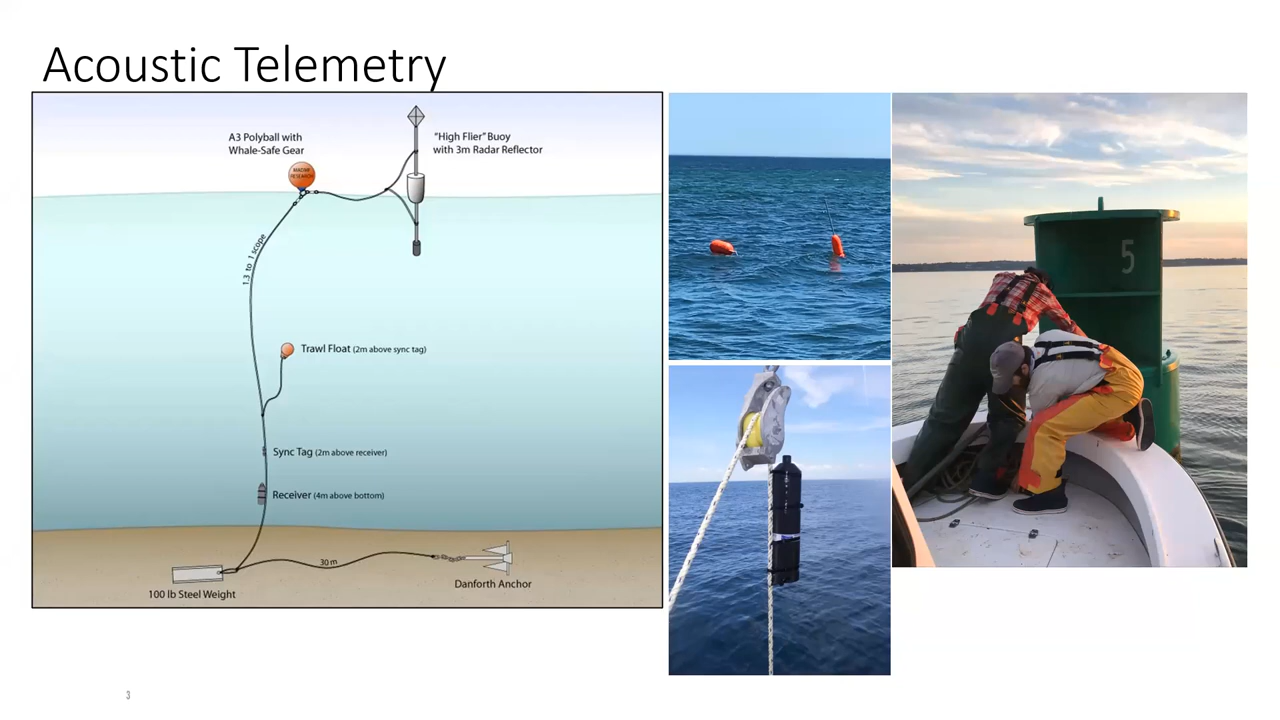 Acoustic Telemetry
A3 Polyball with
Whale-Safe Gear
"High Flier" Buoy
with 3m Radar Reflector
MARINE
RESEARCH
1.3 to 1 scope
Trawl Float (2m above sync tag)
Sync Tag (2m above receiver)
Receiver (4m above bottom)
30 m
100 lb Steel Weight
Danforth Anchor
5
3